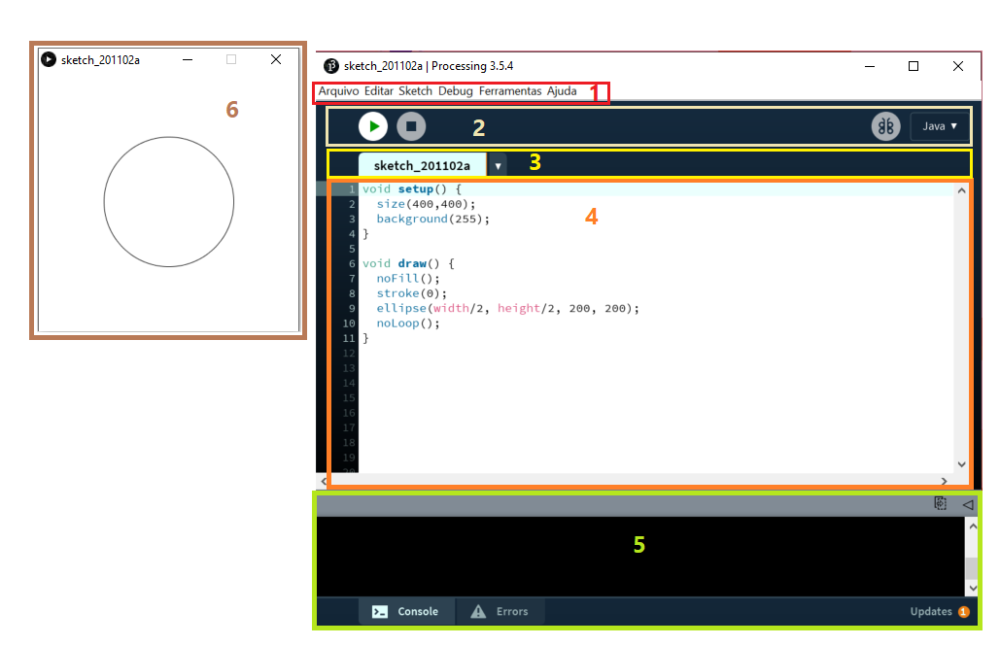 sketch_201102a
6
sketch_201102a | Processing 3.5.4
Arquivo Editar Sketch Debug Ferramentas Ajuda 1
2 Java ▼
sketch_201102a ▼ 3
4
1 void setup() {
2 size(400,400);
3 background(255);
4 }
5
6 void draw() {
7 noFill();
8 stroke(0);
9 ellipse(width/2, height/2, 200, 200);
10 noLoop();
11 }
12
13
14
15
16
17
18
19
20
5
>_ Console Errors Updates 1